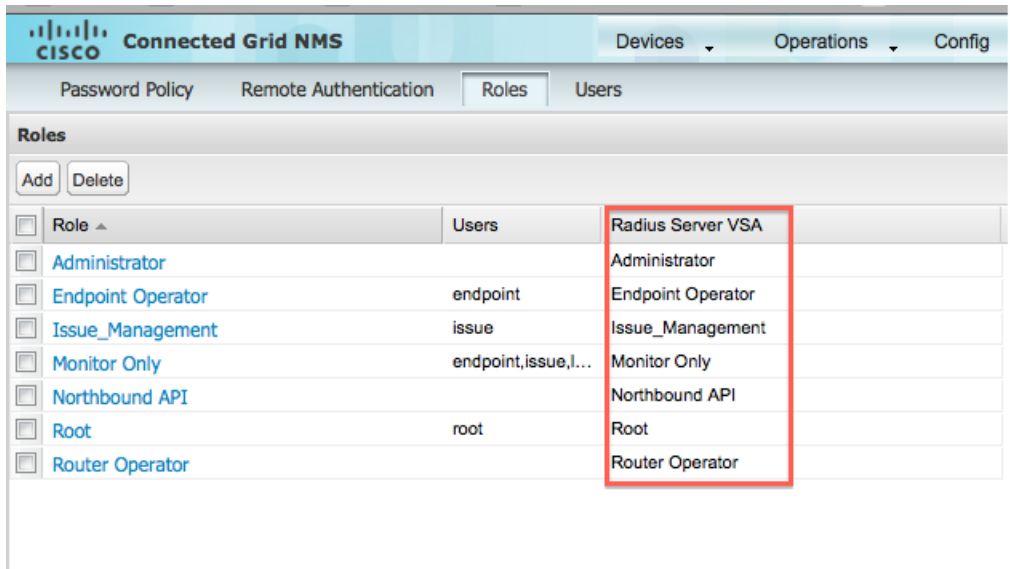 CISCO Connected Grid NMS Devices Operations Config
Password Policy Remote Authentication Roles Users
Roles
Add Delete
Role Users Radius Server VSA
Administrator Administrator
Endpoint Operator endpoint Endpoint Operator
Issue_Management issue Issue_Management
Monitor Only endpoint,issue,l... Monitor Only
Northbound API Northbound API
Root root Root
Router Operator Router Operator